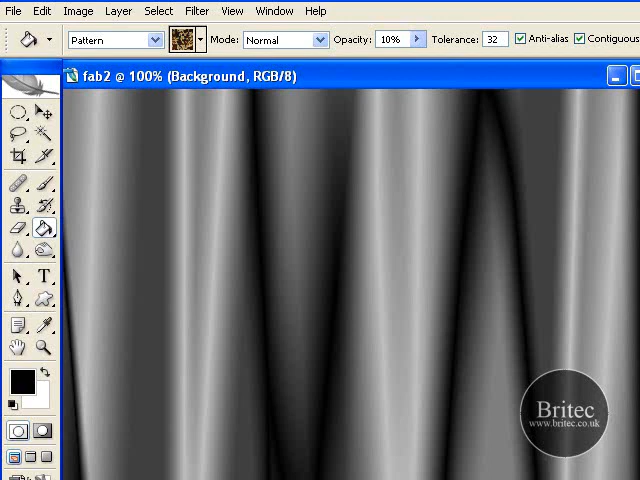 File Edit Image Layer Select Filter View Window Help
Pattern Mode: Normal Opacity: 10% Tolerance: 32 Anti-alias Contiguous
fab2 @ 100% (Background, RGB/8)
T
Britec
www.britec.co.uk